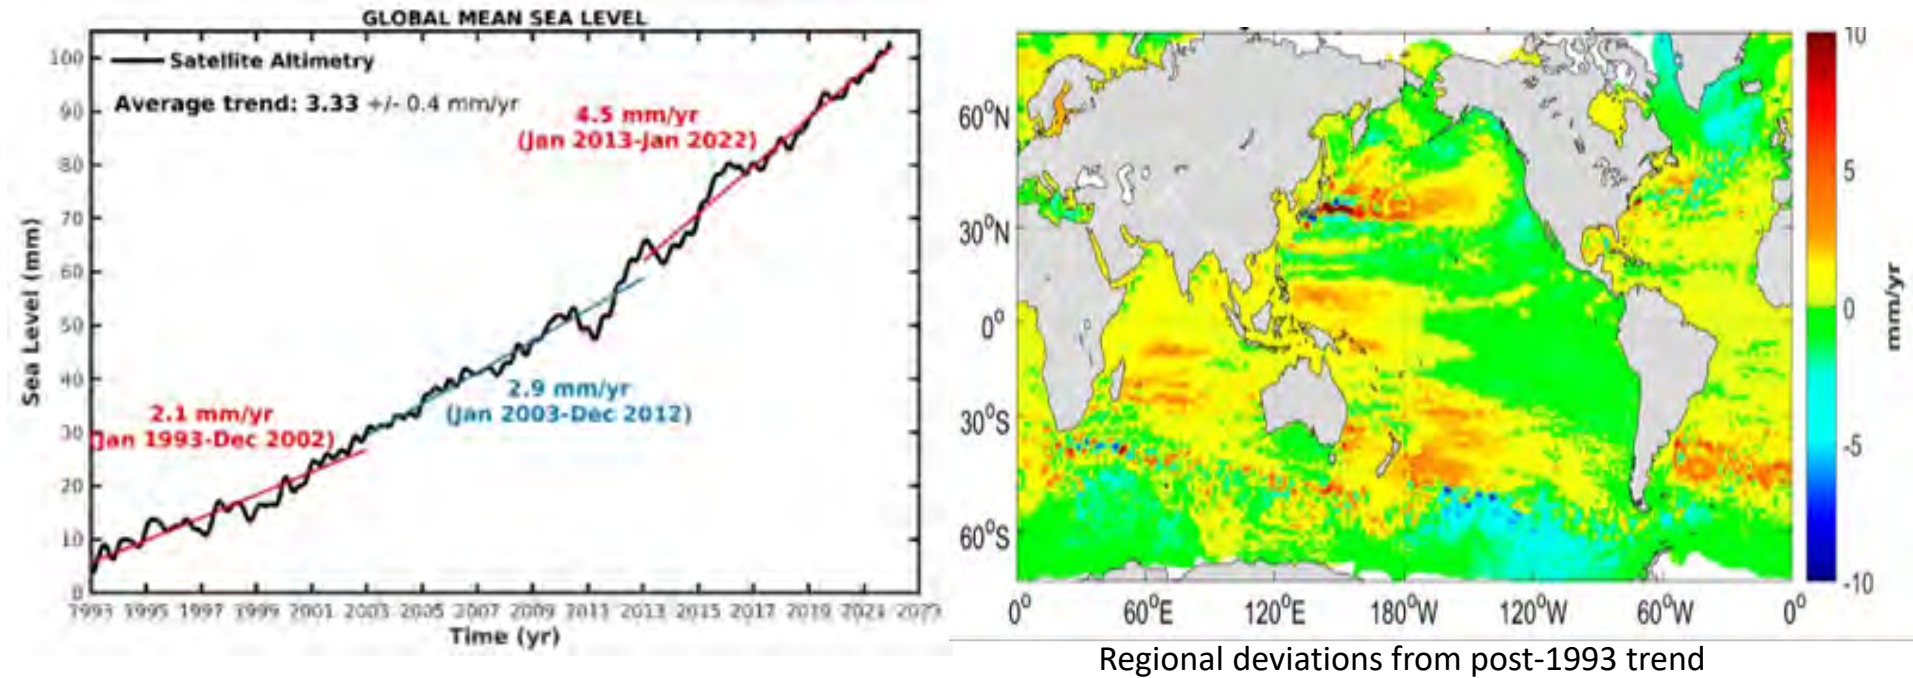 GLOBAL MEAN SEA LEVEL
Satellite Altimetry
Average trend: 3.33 +/- 0.4 mm/yr
4.5 mm/yr
(Jan 2013-Jan 2022)
2.9 mm/yr
(Jan 2003-Dec 2012)
2.1 mm/yr
(Jan 1993-Dec 2002)
Sea Level (mm)
100
90
80
70
60
50
40
30
20
10
0
1993 1995 1997 1999 2001 2003 2005 2007 2009 2011 2013 2015 2017 2019 2021 2023
Time (yr)
60°N
30°N
0°
30°S
60°S
0° 60°E 120°E 180°W 120°W 60°W 0°
10
5
0
-5
-10
mm/yr
Regional deviations from post-1993 trend